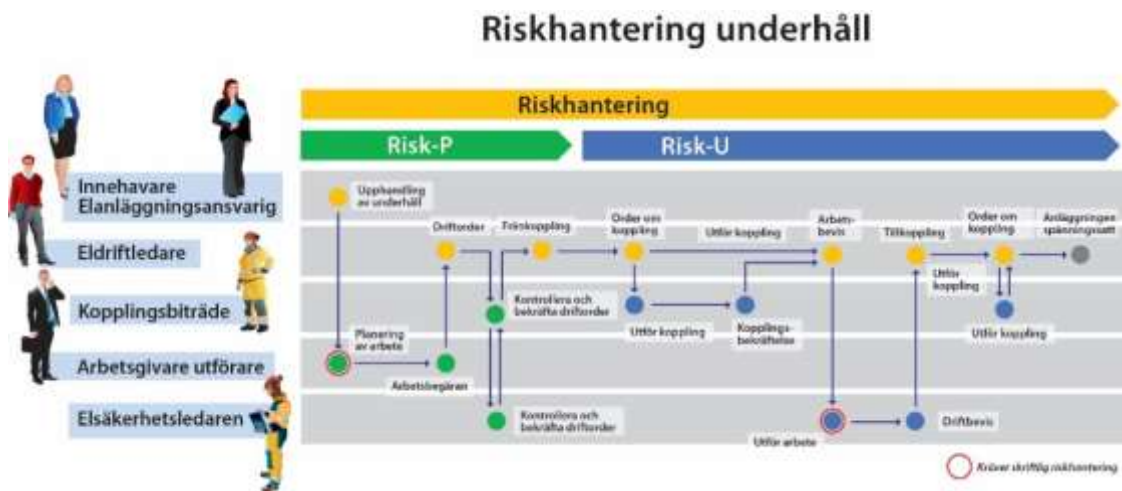 Riskhantering underhåll
Riskhantering
Risk-P
Risk-U
Innehavare
Elanläggningsansvarig
Eldriftledare
Kopplingsbiträde
Arbetsgivare utförare
Elsäkerhetsledaren
Upphandling
av underhåll
Driftorder
Frånkoppling
Order om
koppling
Utför koppling
Arbets-
bevis
Tillkoppling
Order om
koppling
Anläggningen
spänningssatt
Kontrollera och
bekräfta driftorder
Utför koppling
Kopplings-
bekräftelse
Utför
koppling
Utför koppling
Planering
av arbete
Arbetsbegäran
Kontrollera och
bekräfta driftorder
Utför arbete
Driftbevis
Kräver skriftlig riskhantering